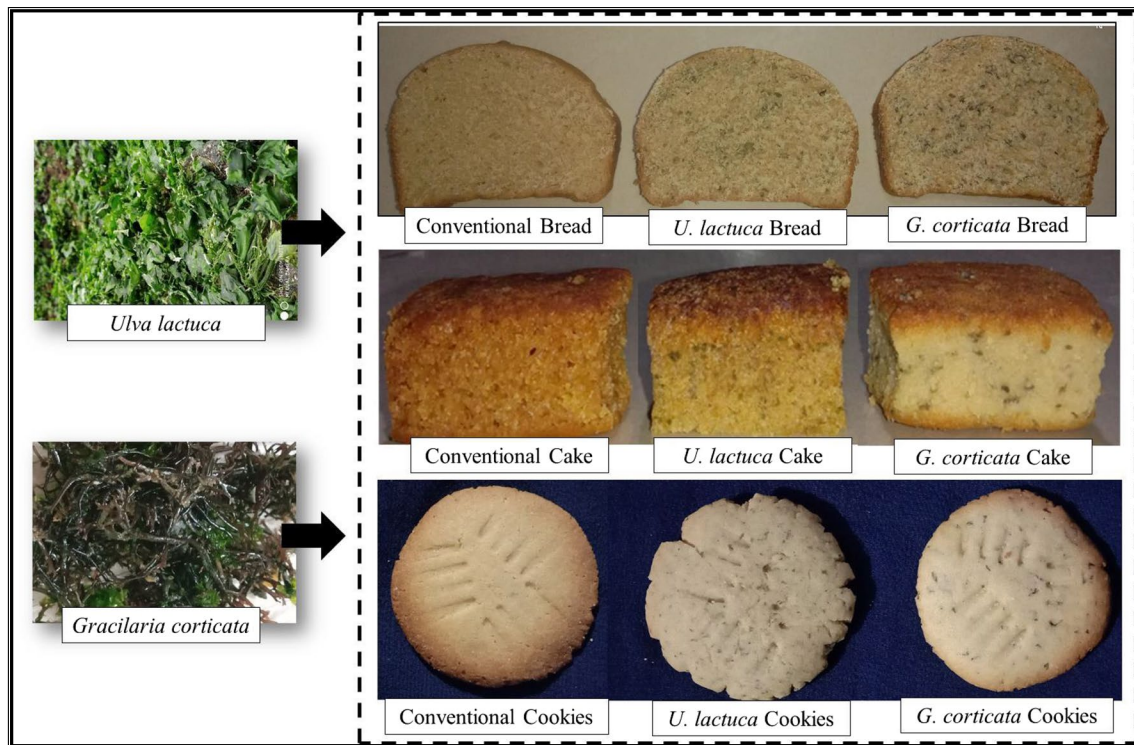 Conventional Bread
U. lactuca Bread
G. corticata Bread
Ulva lactuca
Conventional Cake
U. lactuca Cake
G. corticata Cake
Gracilaria corticata
Conventional Cookies
U. lactuca Cookies
G. corticata Cookies